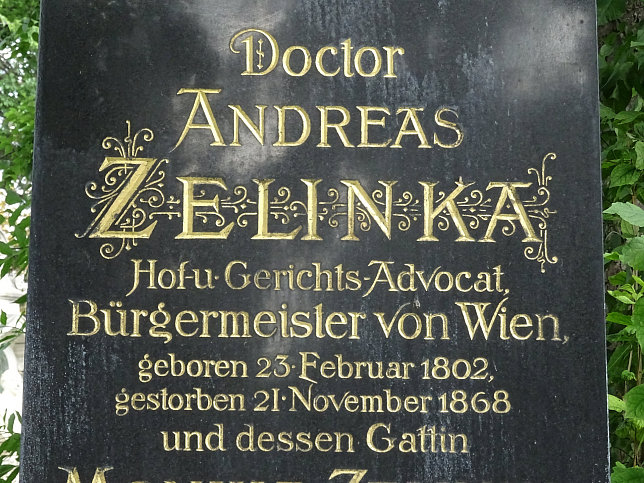 Doctor
ANDREAS
ZELINKA
Hof-u-Gerichts-Advocat,
Bürgermeister von Wien,
geboren 23·Februar 1802,
gestorben 21·November 1868
und dessen Gattin